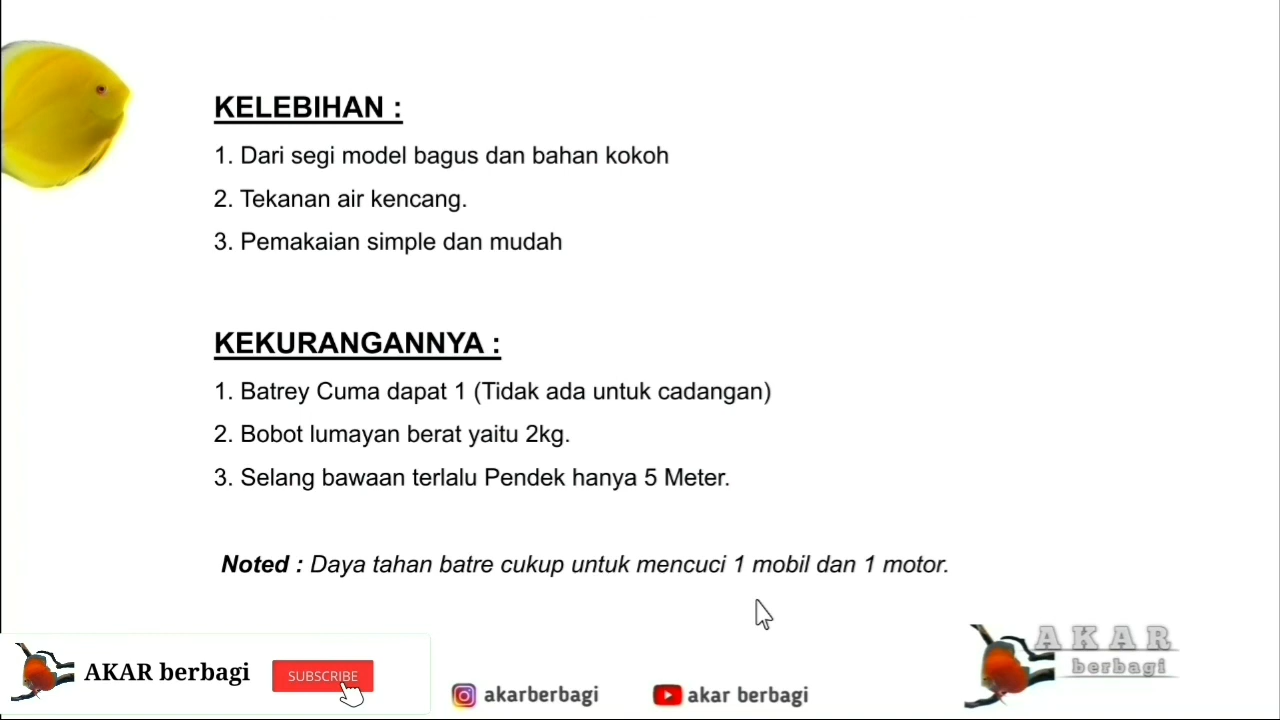 KELEBIHAN :
1. Dari segi model bagus dan bahan kokoh
2. Tekanan air kencang.
3. Pemakaian simple dan mudah
KEKURANGANNYA :
1. Batrey Cuma dapat 1 (Tidak ada untuk cadangan)
2. Bobot lumayan berat yaitu 2kg.
3. Selang bawaan terlalu Pendek hanya 5 Meter.
Noted : Daya tahan batre cukup untuk mencuci 1 mobil dan 1 motor.
AKAR berbagi
SUBSCRIBE
akarberbagi
akar berbagi
AKAR
berbagi